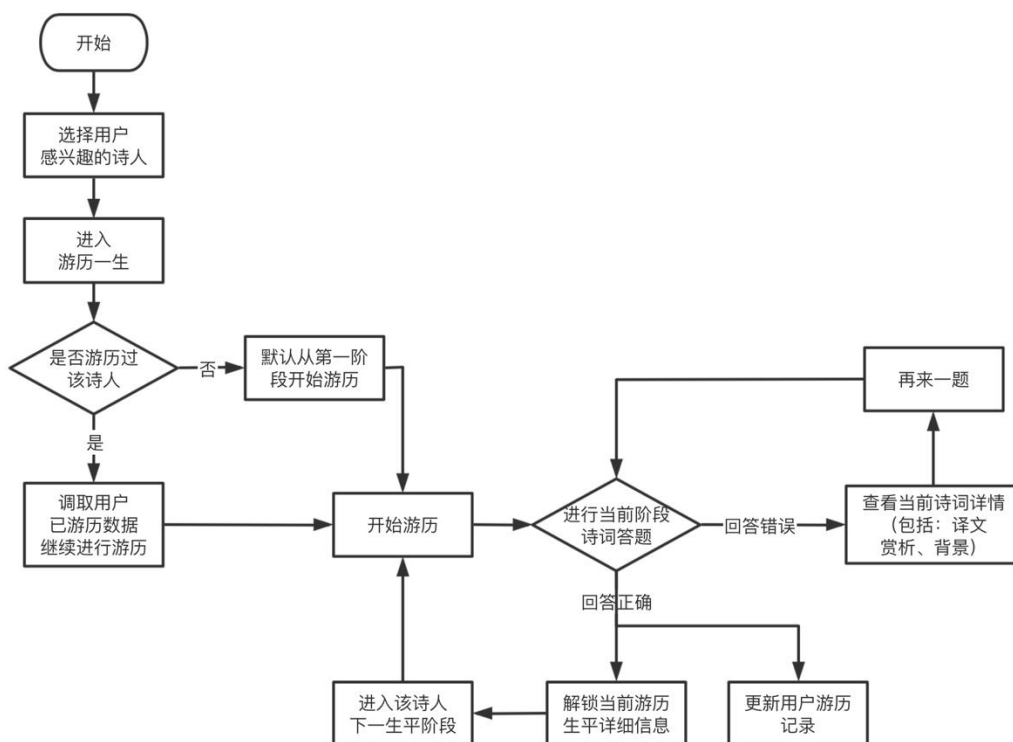 开始
选择用户
感兴趣的诗人
进入
游历一生
是否游历过
该诗人
否
默认从第一阶
段开始游历
再来一题
是
调取用户
已游历数据
继续进行游历
开始游历
进行当前阶段
诗词答题
回答错误
查看当前诗词详情
（包括：译文
赏析、背景）
回答正确
进入该诗人
下一生平阶段
解锁当前游历
生平详细信息
更新用户游历
记录